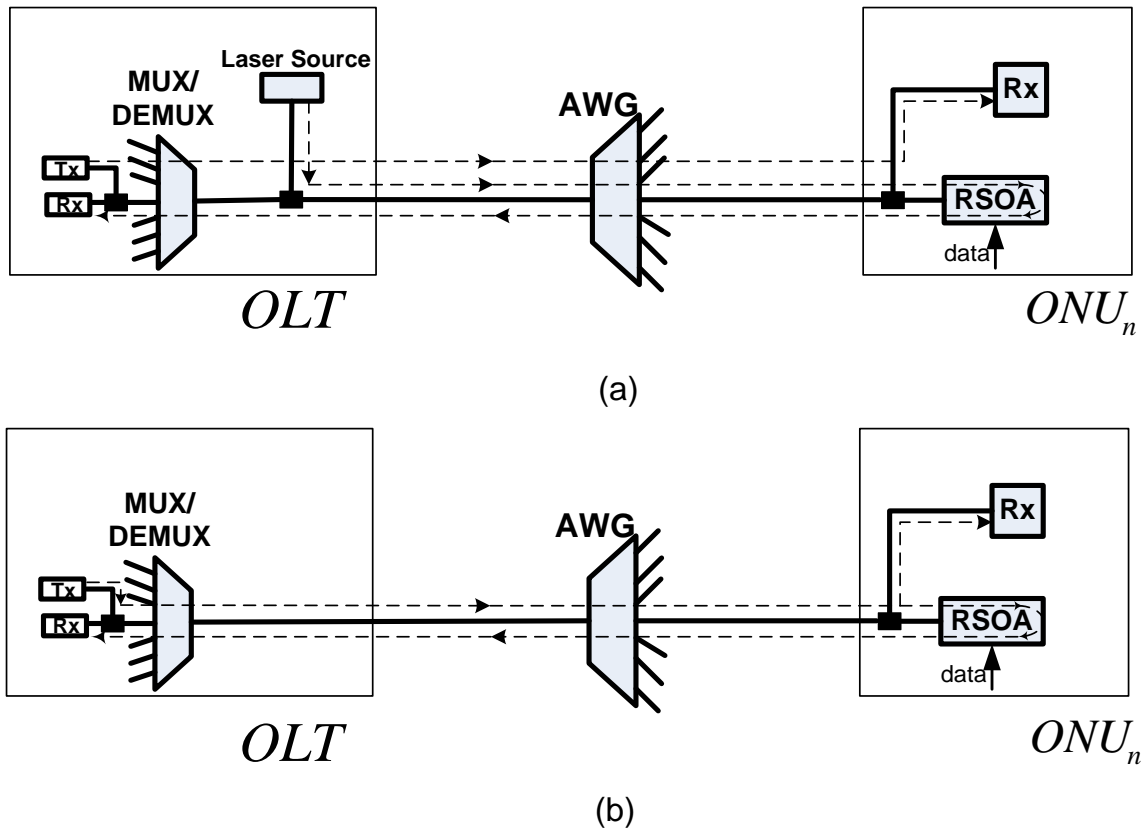 Laser Source
MUX/
DEMUX
AWG
Rx
Tx
Rx
RSOA
data
OLT
ONUn
(a)
MUX/
DEMUX
AWG
Rx
Tx
Rx
RSOA
data
OLT
ONUn
(b)